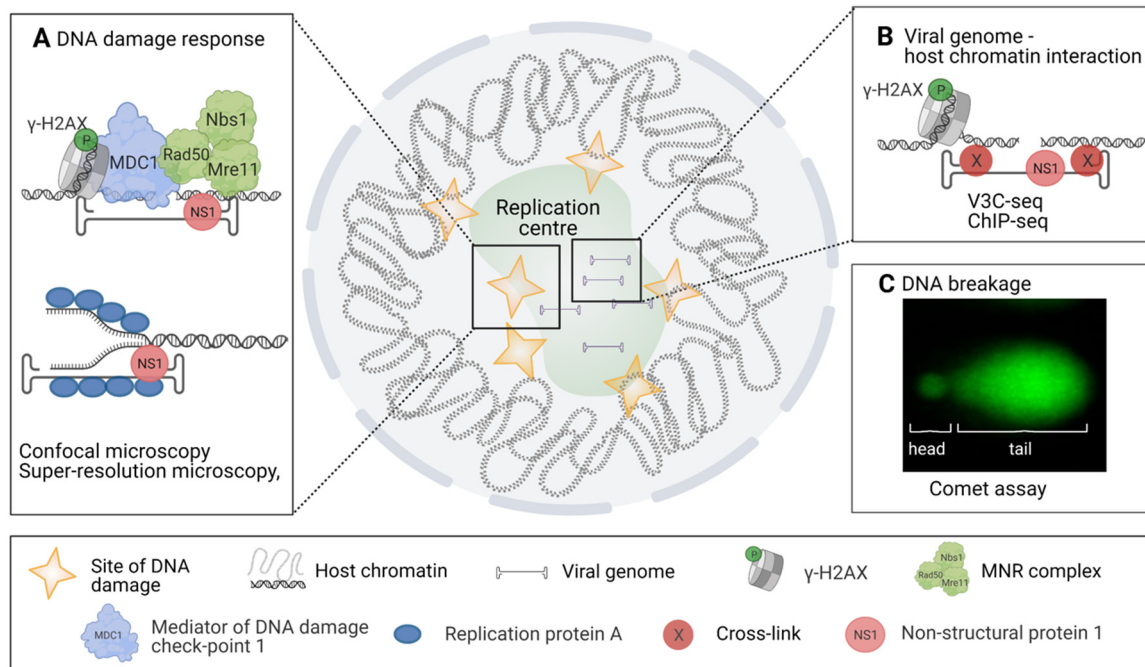 A DNA damage response
γ-H2AX
P
MDC1
Rad50
Nbs1
Mre11
NS1
NS1
Confocal microscopy
Super-resolution microscopy,
Replication
centre
B Viral genome -
host chromatin interaction
γ-H2AX
P
X
NS1
X
V3C-seq
ChIP-seq
C DNA breakage
head
tail
Comet assay
Site of DNA
damage
Host chromatin
Viral genome
P
γ-H2AX
Nbs1
Rad50
Mre11
MNR complex
MDC1
Mediator of DNA damage
check-point 1
Replication protein A
X
Cross-link
NS1
Non-structural protein 1